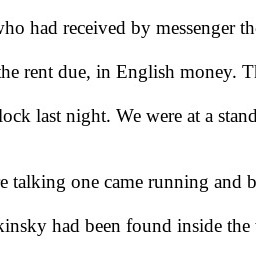 who had received by messenger th
the rent due, in English money. T
lock last night. We were at a stand
e talking one came running and b
kinsky had been found inside the